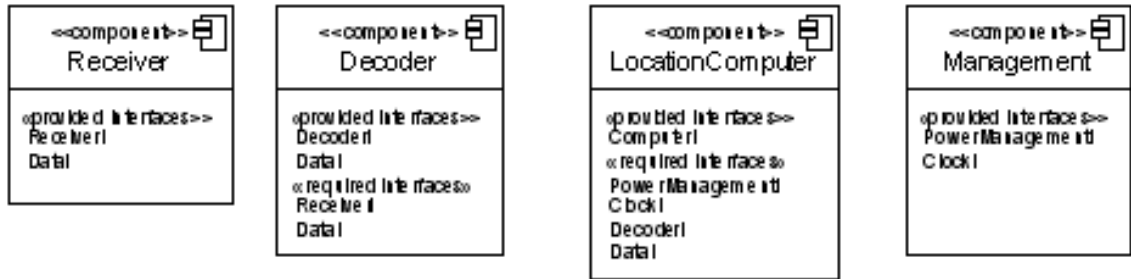 <<component>>
Receiver
«provided interfaces>>
ReceiverI
DataI
<<component>>
Decoder
«provided interfaces>>
DecoderI
DataI
«required interfaces»
ReceiverI
DataI
<<component>>
LocationComputer
«provided interfaces>>
ComputerI
«required interfaces»
PowerManagementI
ClockI
DecoderI
DataI
<<component>>
Management
«provided interfaces>>
PowerManagementI
ClockI